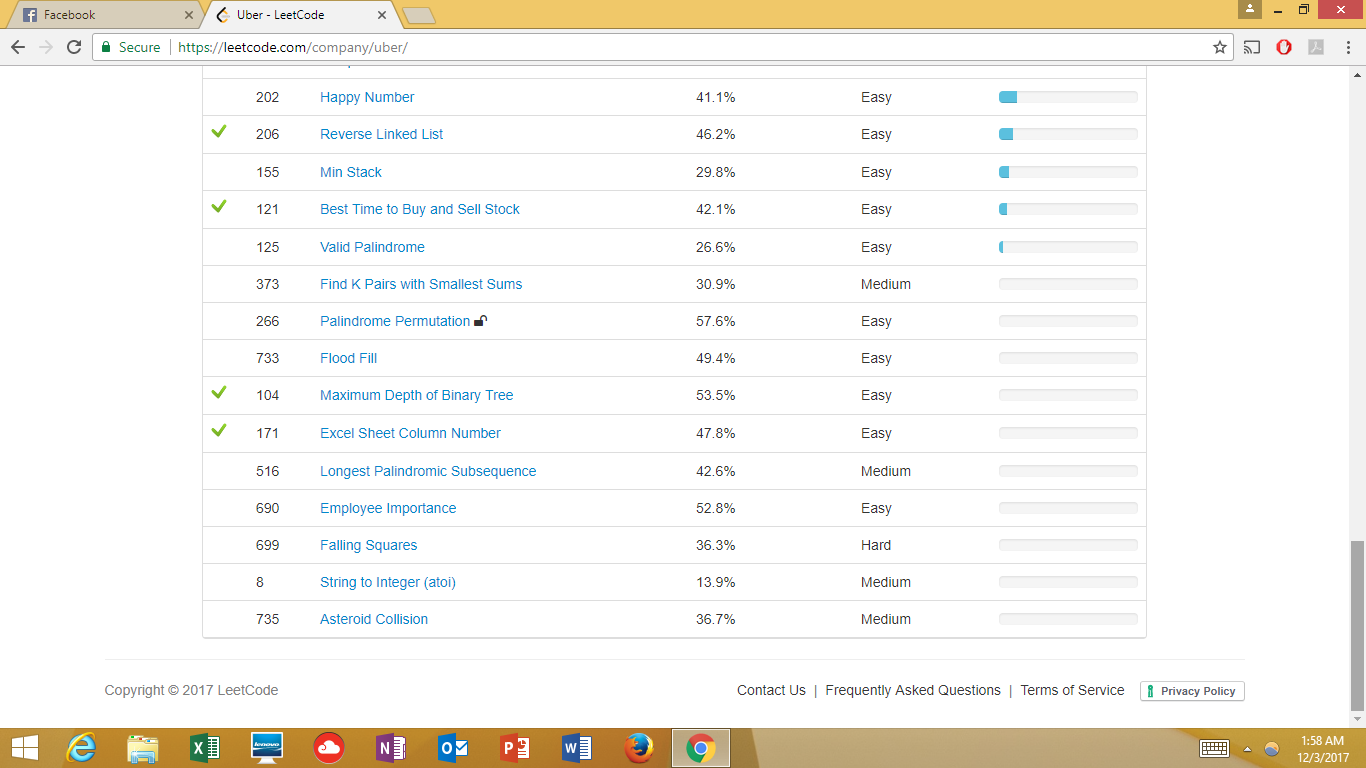 Facebook
Uber - LeetCode
Secure https://leetcode.com/company/uber/
202 Happy Number 41.1% Easy
206 Reverse Linked List 46.2% Easy
155 Min Stack 29.8% Easy
121 Best Time to Buy and Sell Stock 42.1% Easy
125 Valid Palindrome 26.6% Easy
373 Find K Pairs with Smallest Sums 30.9% Medium
266 Palindrome Permutation 57.6% Easy
733 Flood Fill 49.4% Easy
104 Maximum Depth of Binary Tree 53.5% Easy
171 Excel Sheet Column Number 47.8% Easy
516 Longest Palindromic Subsequence 42.6% Medium
690 Employee Importance 52.8% Easy
699 Falling Squares 36.3% Hard
8 String to Integer (atoi) 13.9% Medium
735 Asteroid Collision 36.7% Medium
Copyright © 2017 LeetCode
Contact Us | Frequently Asked Questions | Terms of Service Privacy Policy
lenovo
1:58 AM
12/3/2017